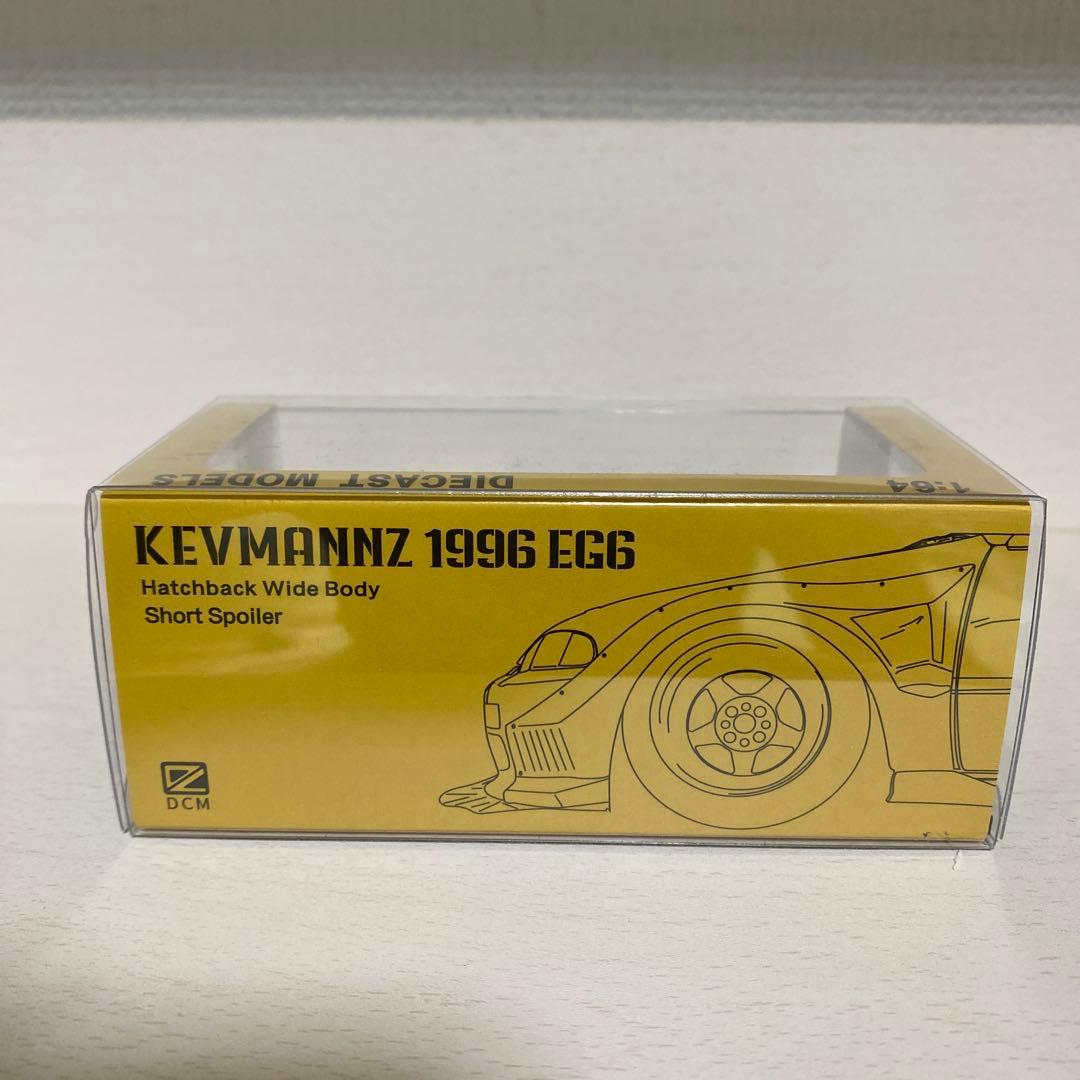 DIECAST MODELS
1:64
KEVMANNZ 1996 EG6
Hatchback Wide Body
Short Spoiler
DCM